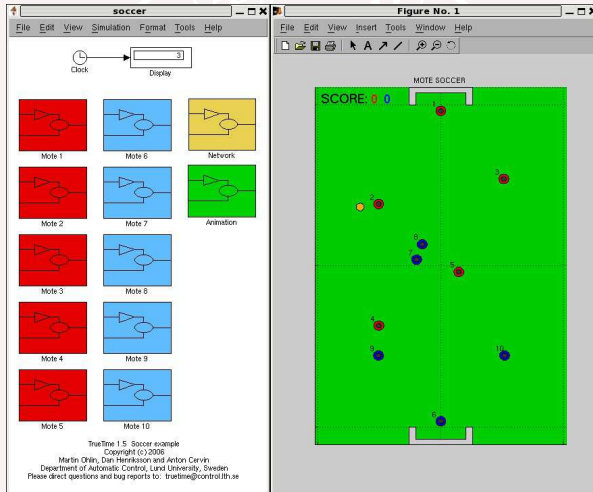 soccer
File Edit View Simulation Format Tools Help
3
Clock
Display
Mote 1
Mote 6
Network
Mote 2
Mote 7
Animation
Mote 3
Mote 8
Mote 4
Mote 9
Mote 5
Mote 10
TrueTime 1.5 Soccer example
Copyright (c) 2006
Martin Ohlin, Dan Henriksson and Anton Cervin
Department of Automatic Control, Lund University, Sweden
Please direct questions and bug reports to: truetime@control.lth.se
Figure No. 1
File Edit View Insert Tools Window Help
A
MOTE SOCCER
SCORE: 0 0
1
3
2
7
5
4
9
10
6